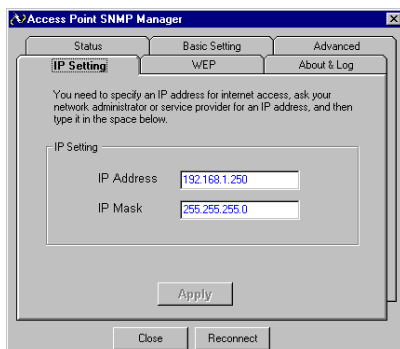 Access Point SNMP Manager
Status Basic Setting Advanced
IP Setting WEP About & Log
You need to specify an IP address for internet access, ask your
network administrator or service provider for an IP address, and then
type it in the space below.
IP Setting
IP Address 192.168.1.250
IP Mask 255.255.255.0
Apply
Close Reconnect